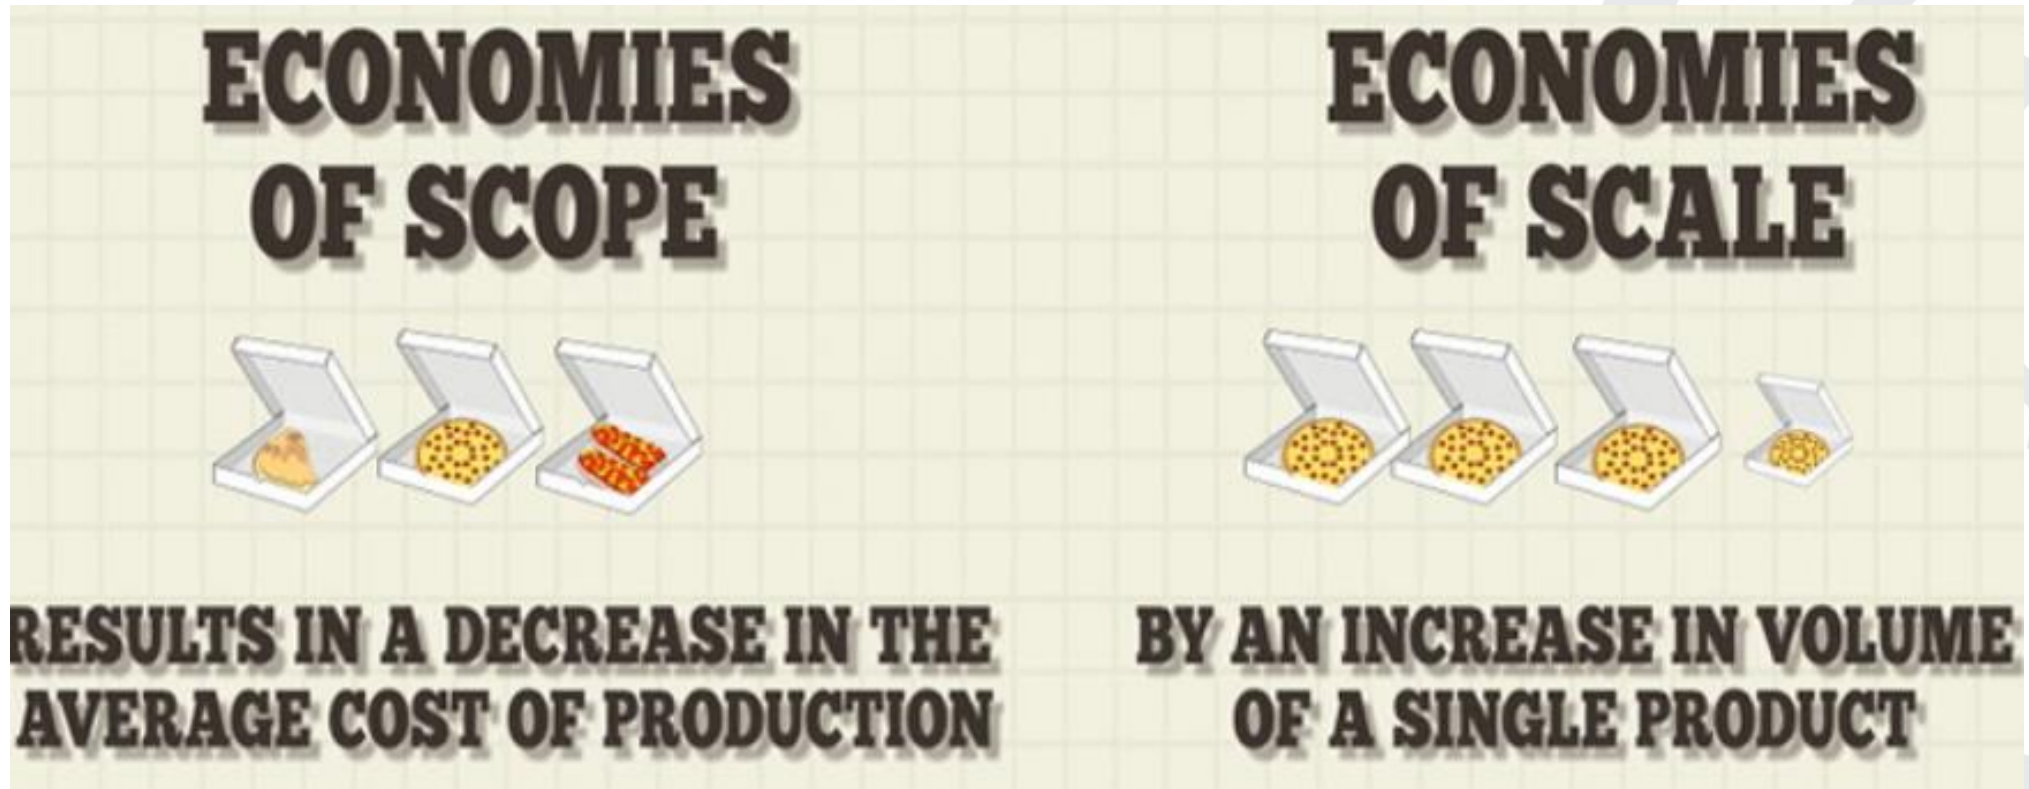 ECONOMIES
OF SCOPE
RESULTS IN A DECREASE IN THE
AVERAGE COST OF PRODUCTION
ECONOMIES
OF SCALE
BY AN INCREASE IN VOLUME
OF A SINGLE PRODUCT